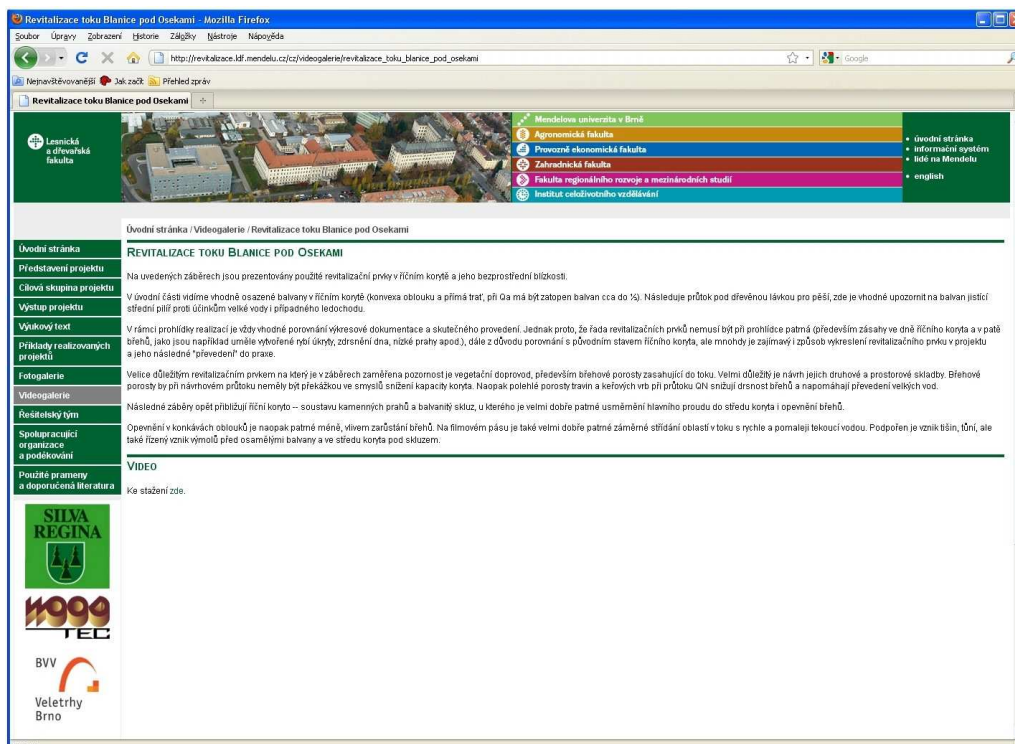 Revitalizace toku Blanice pod Osekami - Mozilla Firefox
Soubor Úpravy Zobrazení Historie Záložky Nástroje Nápověda
http://revitalizace.ldf.mendelu.cz/cz/videogalerie/revitalizace_toku_blanice_pod_osekami
Google
Nejnavštěvovanější Jak začít Přehled zpráv
Revitalizace toku Blanice pod Osekami
Lesnická
a dřevařská
fakulta
Mendelova univerzita v Brně
Agronomická fakulta
Provozně ekonomická fakulta
Zahradnická fakulta
Fakulta regionálního rozvoje a mezinárodních studií
Institut celoživotního vzdělávání
úvodní stránka
informační systém
lidé na Mendelu
english
Úvodní stránka / Videogalerie / Revitalizace toku Blanice pod Osekami
Úvodní stránka
Představení projektu
Cílová skupina projektu
Výstup projektu
Výukový text
Příklady realizovaných
projektů
Fotogalerie
Videogalerie
Řešitelský tým
Spolupracující
organizace
a poděkování
Použité prameny
a doporučená literatura
SILVA
REGINA
WOOD
TEC
BVV
Veletrhy
Brno
REVITALIZACE TOKU BLANICE POD OSEKAMI
Na uvedených záběrech jsou prezentovány použité revitalizační prvky v říčním korytě a jeho bezprostřední blízkosti.
V úvodní části vidíme vhodně osazené balvany v říčním korytě (konvexa oblouku a přímá trať, při Qa má být zatopen balvan cca do ⅓). Následuje průtok pod dřevěnou lávkou pro pěší, zde je vhodné upozornit na balvan jistící
střední pilíř proti účinkům velké vody i případného ledochodu.
V rámci prohlídky realizací je vždy vhodné porovnání výkresové dokumentace a skutečného provedení. Jednak proto, že řada revitalizačních prvků nemusí být při prohlídce patrná (především zásahy ve dně říčního koryta a v patě
břehů, jako jsou například uměle vytvořené rybí úkryty, zdrsnění dna, nízké prahy apod.), dále z důvodu porovnání s původním stavem říčního koryta, ale mnohdy je zajímavý i způsob vykreslení revitalizačního prvku v projektu
a jeho následné "převedení" do praxe.
Velice důležitým revitalizačním prvkem na který je v záběrech zaměřena pozornost je vegetační doprovod, především břehové porosty zasahující do toku. Velmi důležitý je návrh jejich druhové a prostorové skladby. Břehové
porosty by při návrhovém průtoku neměly být překážkou ve smyslů snížení kapacity koryta. Naopak polehlé porosty travin a keřových vrb při průtoku QN snižují drsnost břehů a napomáhají převedení velkých vod.
Následné záběry opět přibližují říční koryto -- soustavu kamenných prahů a balvanitý skluz, u kterého je velmi dobře patrné usměrnění hlavního proudu do středu koryta i opevnění břehů.
Opevnění v konkávách oblouků je naopak patrné méně, vlivem zarůstání břehů. Na filmovém pásu je také velmi dobře patrné záměrné střídání oblastí v toku s rychle a pomaleji tekoucí vodou. Podpořen je vznik tišin, tůní, ale
také řízený vznik výmolů před osamělými balvany a ve středu koryta pod skluzem.
VIDEO
Ke stažení zde.